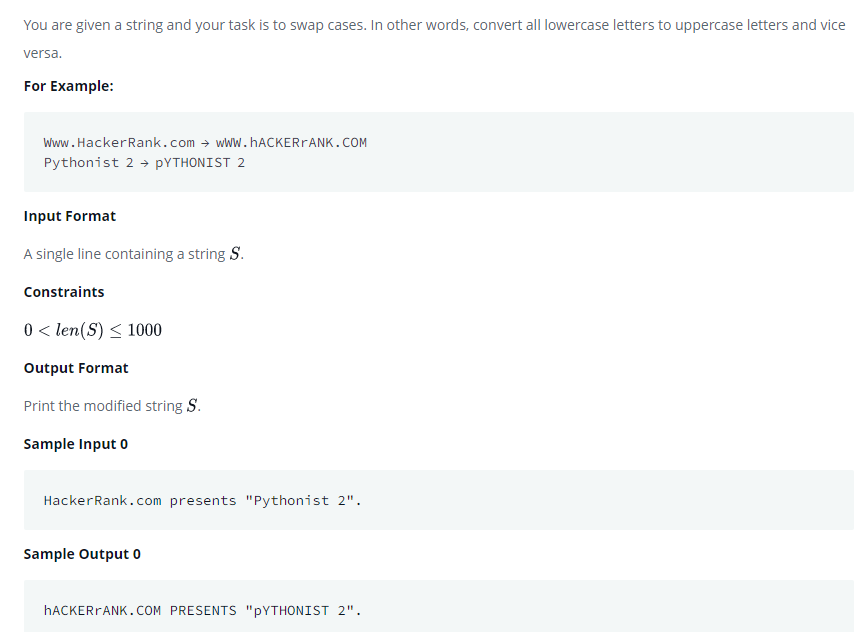 You are given a string and your task is to swap cases. In other words, convert all lowercase letters to uppercase letters and vice
versa.
For Example:
Www.HackerRank.com → wWW.hACKERrANK.COM
Pythonist 2 → pYTHONIST 2
Input Format
A single line containing a string S.
Constraints
0 < len(S) ≤ 1000
Output Format
Print the modified string S.
Sample Input 0
HackerRank.com presents "Pythonist 2".
Sample Output 0
hACKERrANK.COM PRESENTS "pYTHONIST 2".